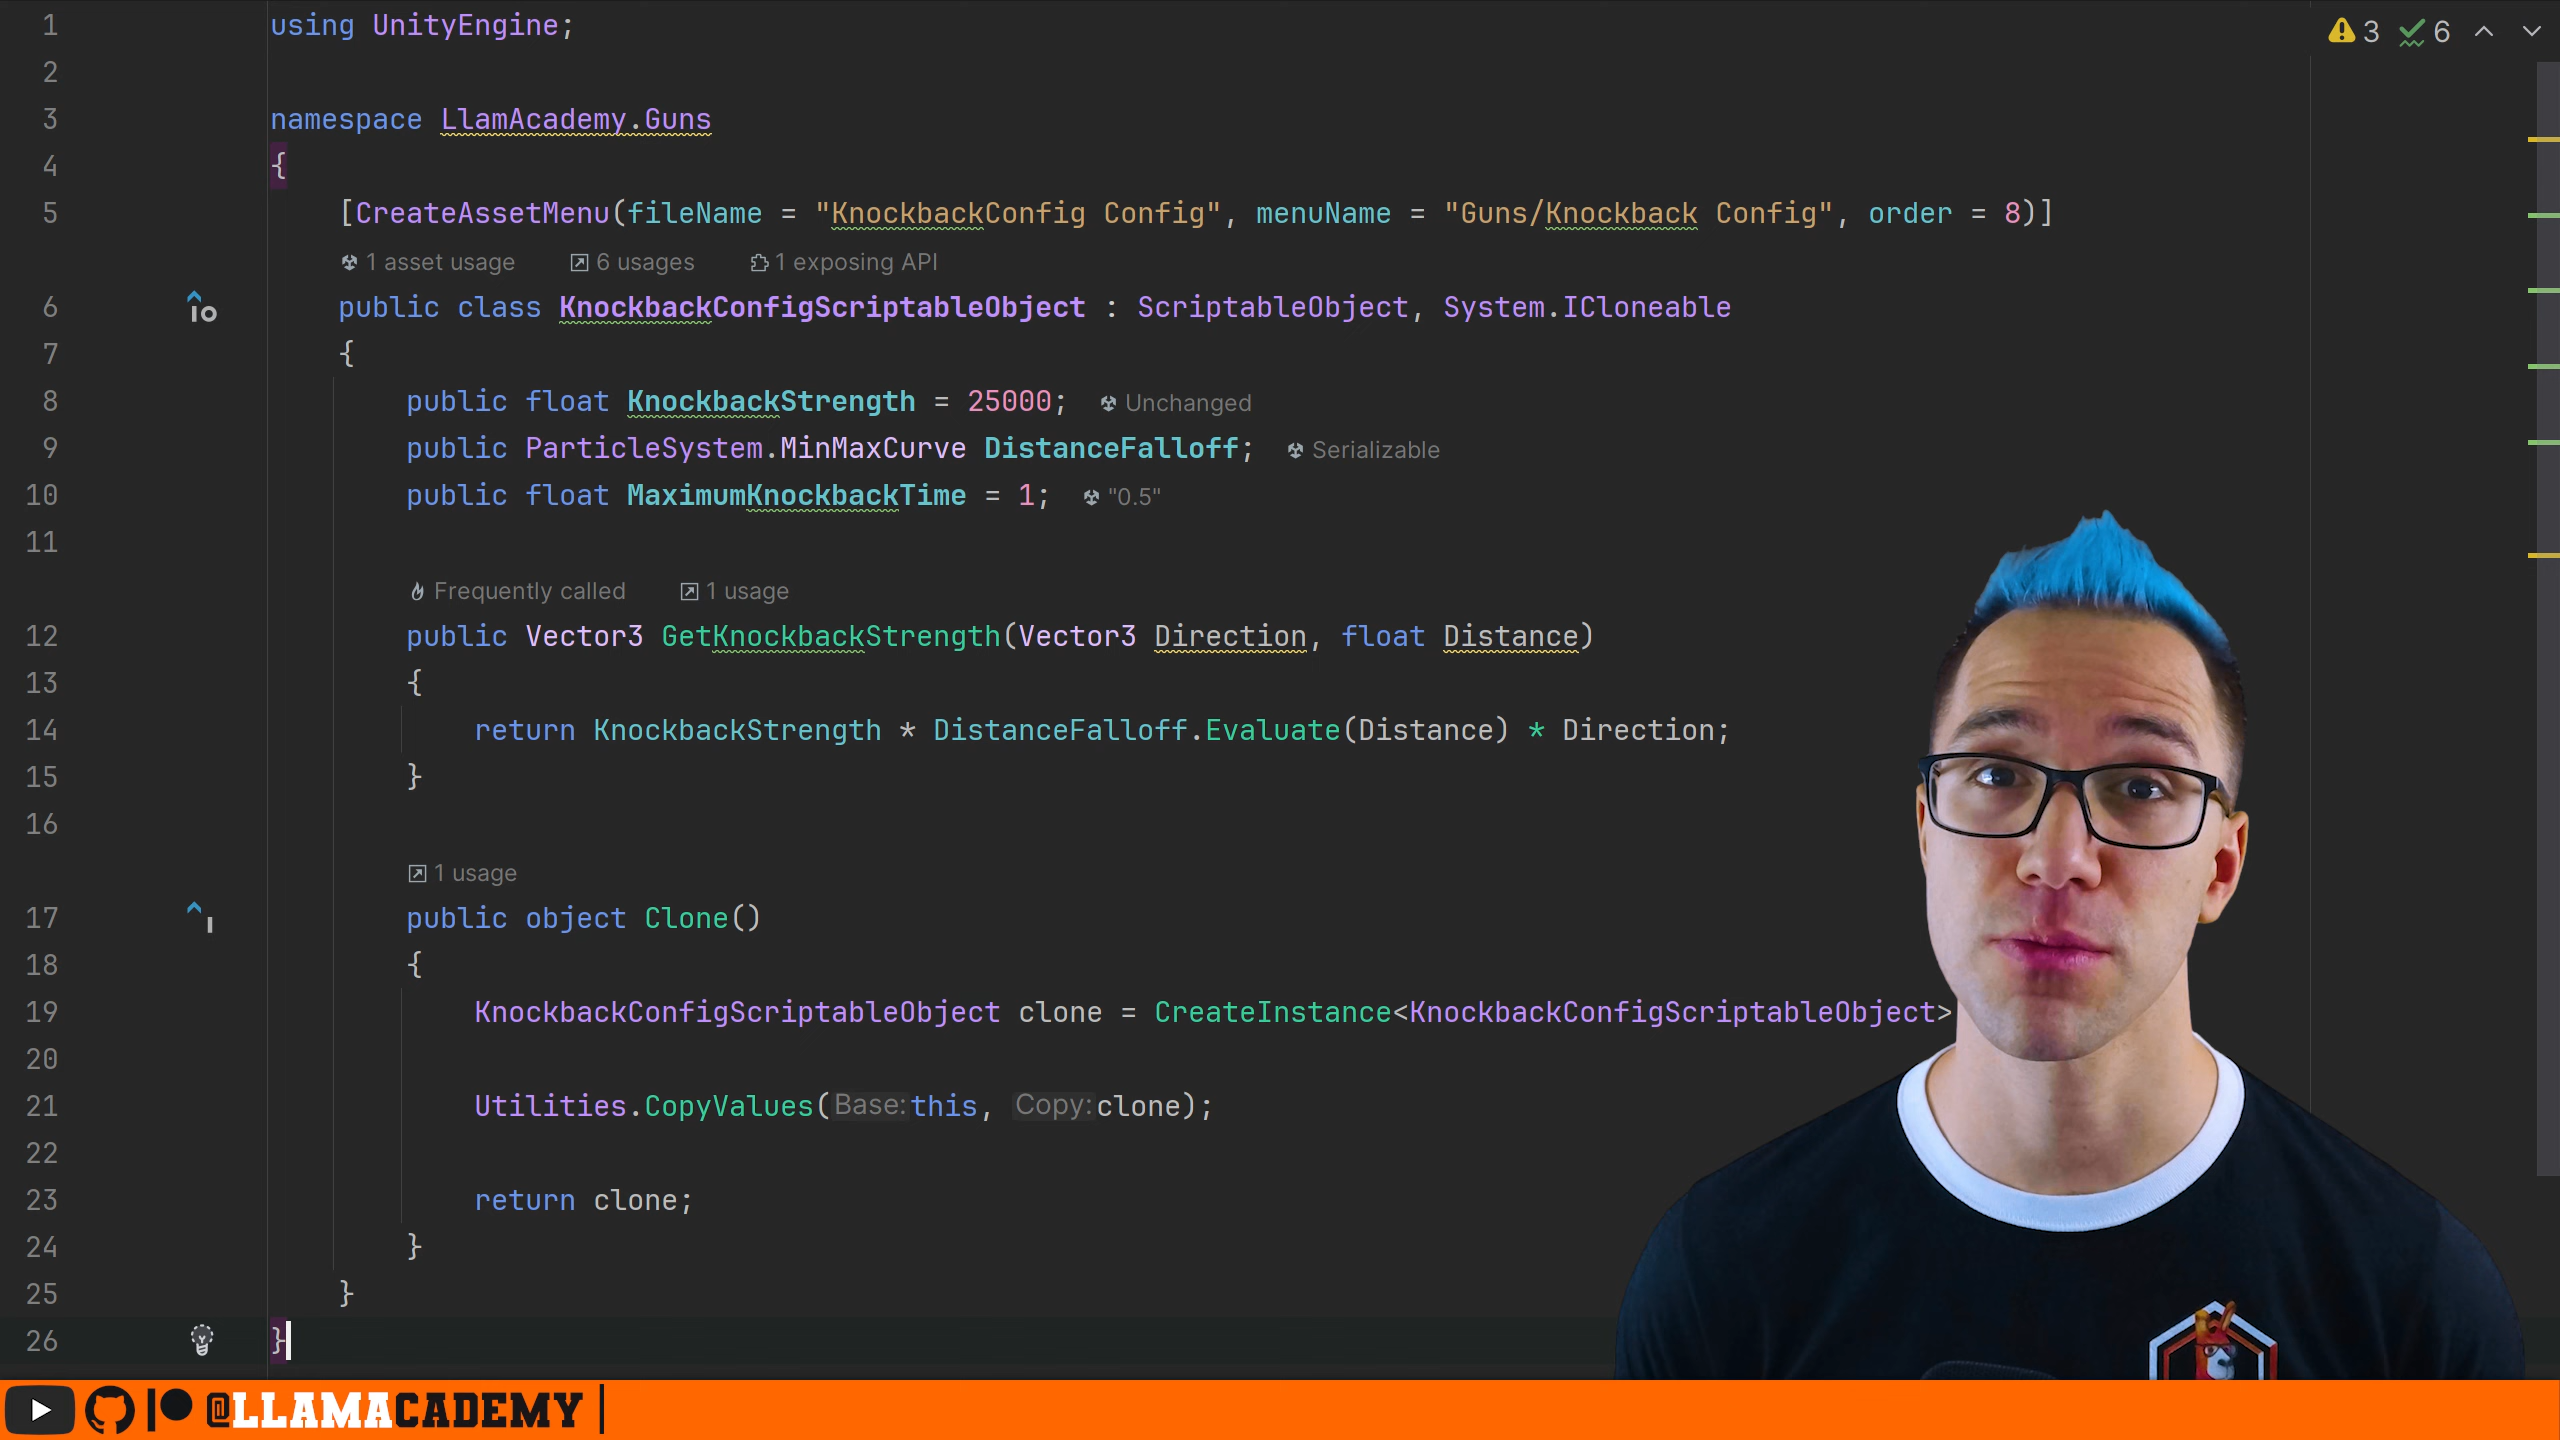 1 using UnityEngine;
2
3 namespace LlamAcademy.Guns
4 {
5 [CreateAssetMenu(fileName = "KnockbackConfig Config", menuName = "Guns/Knockback Config", order = 8)]
1 asset usage 6 usages 1 exposing API
6 public class KnockbackConfigScriptableObject : ScriptableObject, System.ICloneable
7 {
8 public float KnockbackStrength = 25000; Unchanged
9 public ParticleSystem.MinMaxCurve DistanceFalloff; Serializable
10 public float MaximumKnockbackTime = 1; "0.5"
11
Frequently called 1 usage
12 public Vector3 GetKnockbackStrength(Vector3 Direction, float Distance)
13 {
14 return KnockbackStrength * DistanceFalloff.Evaluate(Distance) * Direction;
15 }
16
1 usage
17 public object Clone()
18 {
19 KnockbackConfigScriptableObject clone = CreateInstance<KnockbackConfigScriptableObject>
20
21 Utilities.CopyValues(Base:this, Copy:clone);
22
23 return clone;
24 }
25 }
26 }
3 6
@LLAMACADEMY